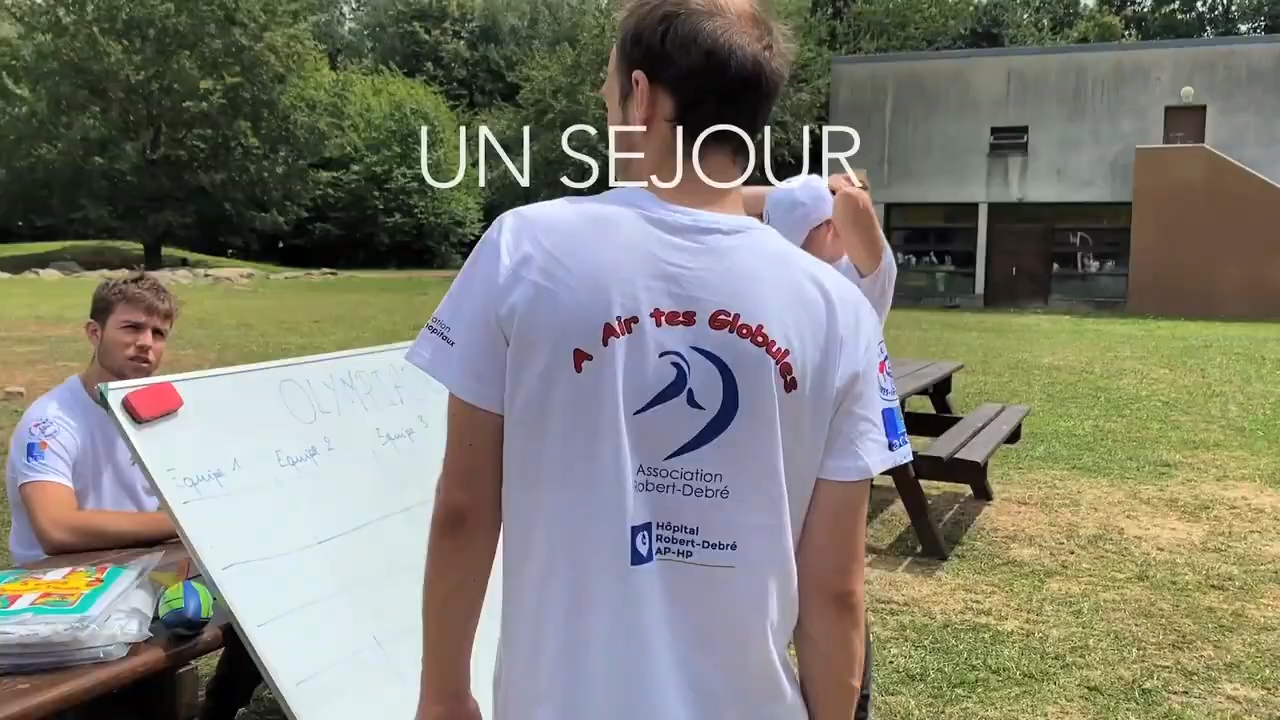 UN SEJOUR
A Air tes Globules
Association
Robert-Debré
Hôpital
Robert-Debré
AP-HP
OLYMPIA
Equipe 1 Equipe 2 Equipe 3